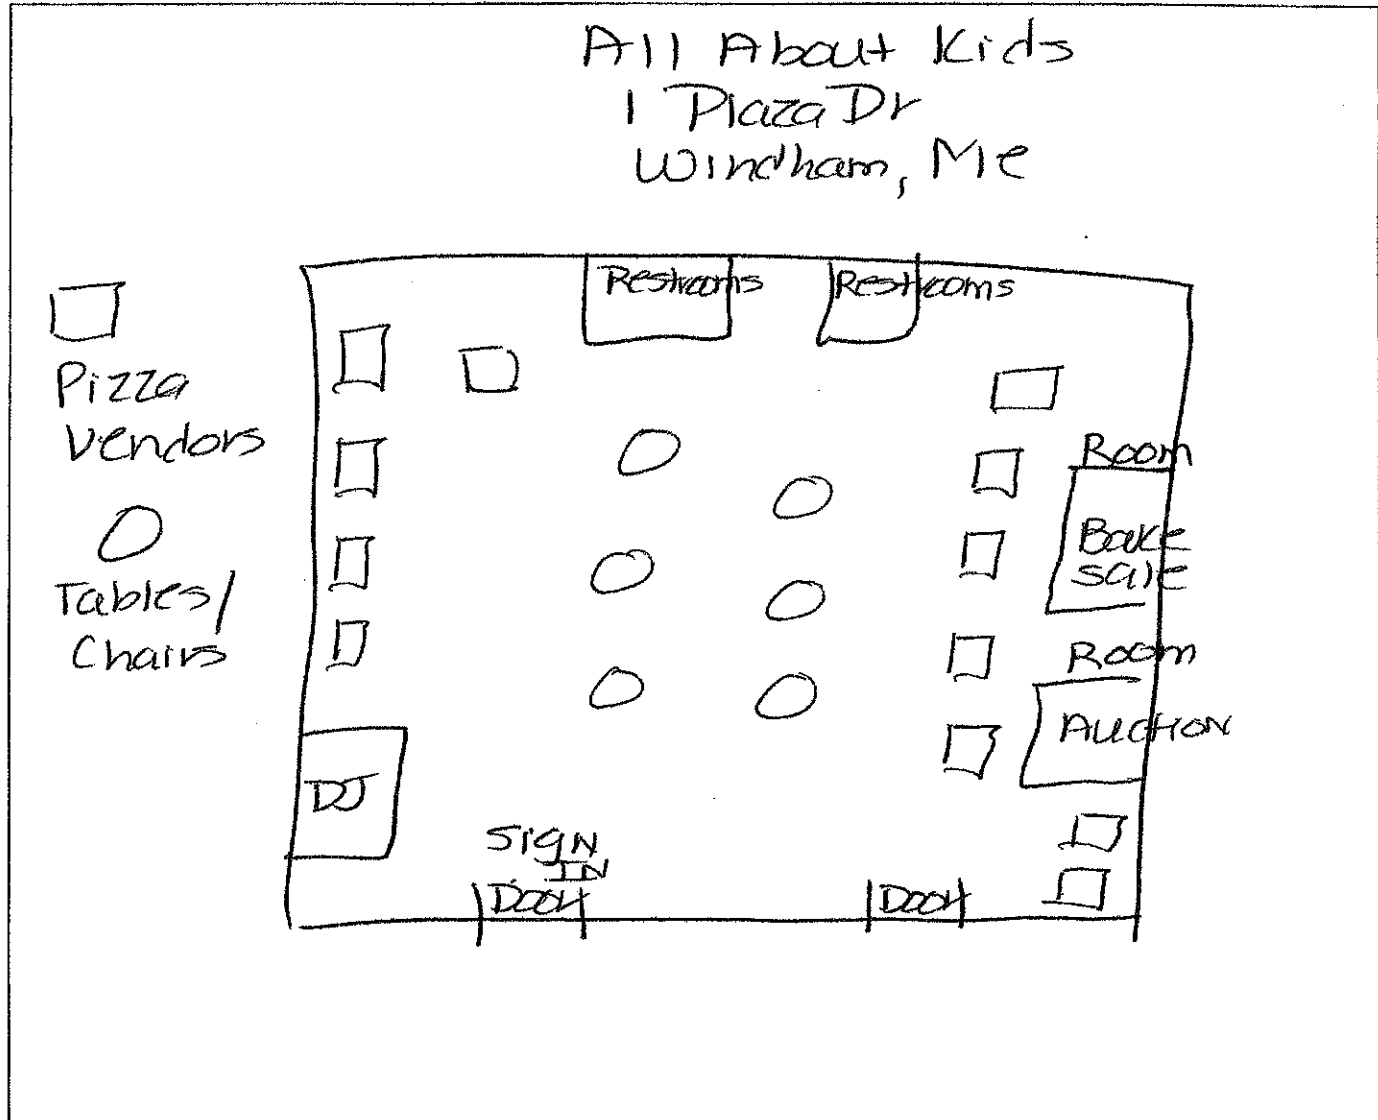 All About Kids
1 Plaza Dr
Windham, Me
Restrooms
Restrooms
Pizza
Vendors
Tables/
Chairs
Room
Bake
Sale
Room
AUCtION
DJ
SigN
IN
Door
Door